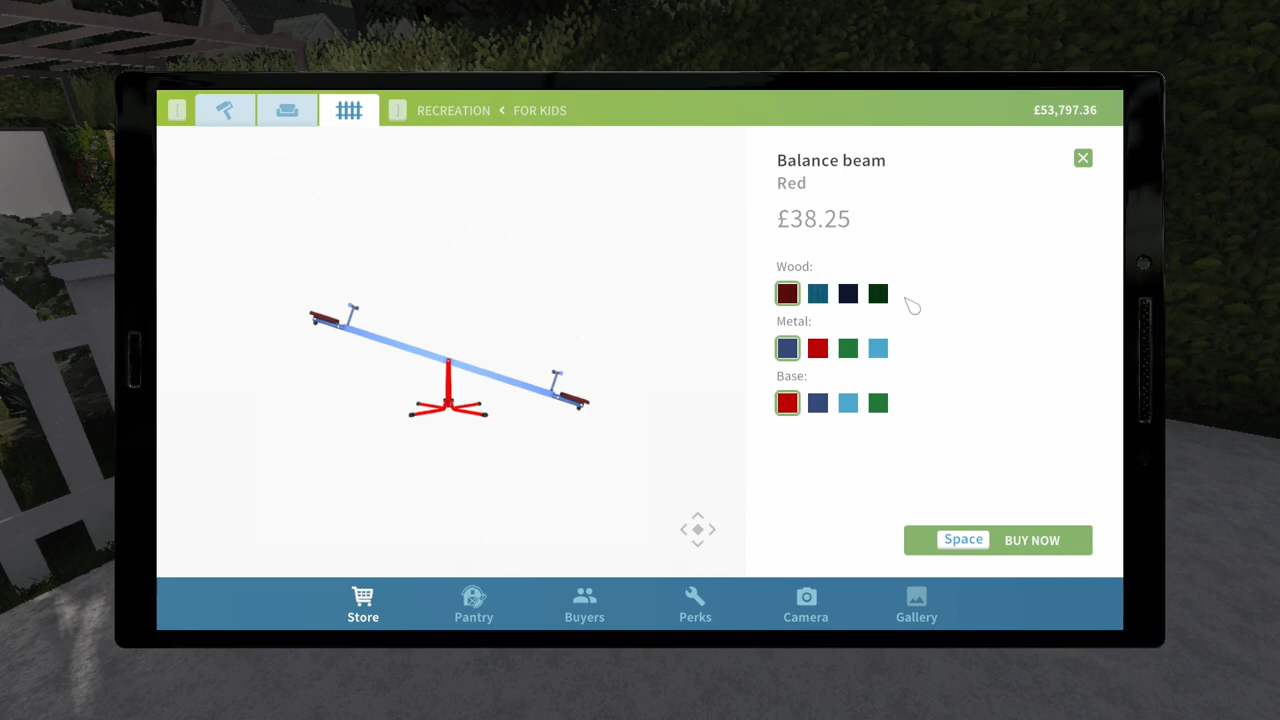 RECREATION < FOR KIDS
£53,797.36
Balance beam
Red
£38.25
Wood:
Metal:
Base:
Space BUY NOW
Store
Pantry
Buyers
Perks
Camera
Gallery